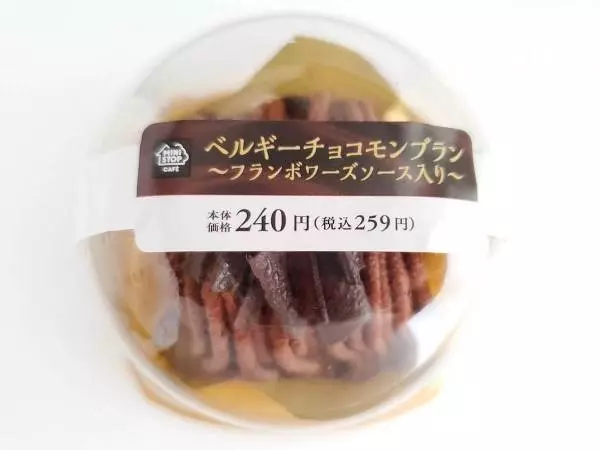 MINI
STOP
CAFE
ベルギーチョコモンブラン
～フランボワーズソース入り～
本体
価格 240円(税込259円)